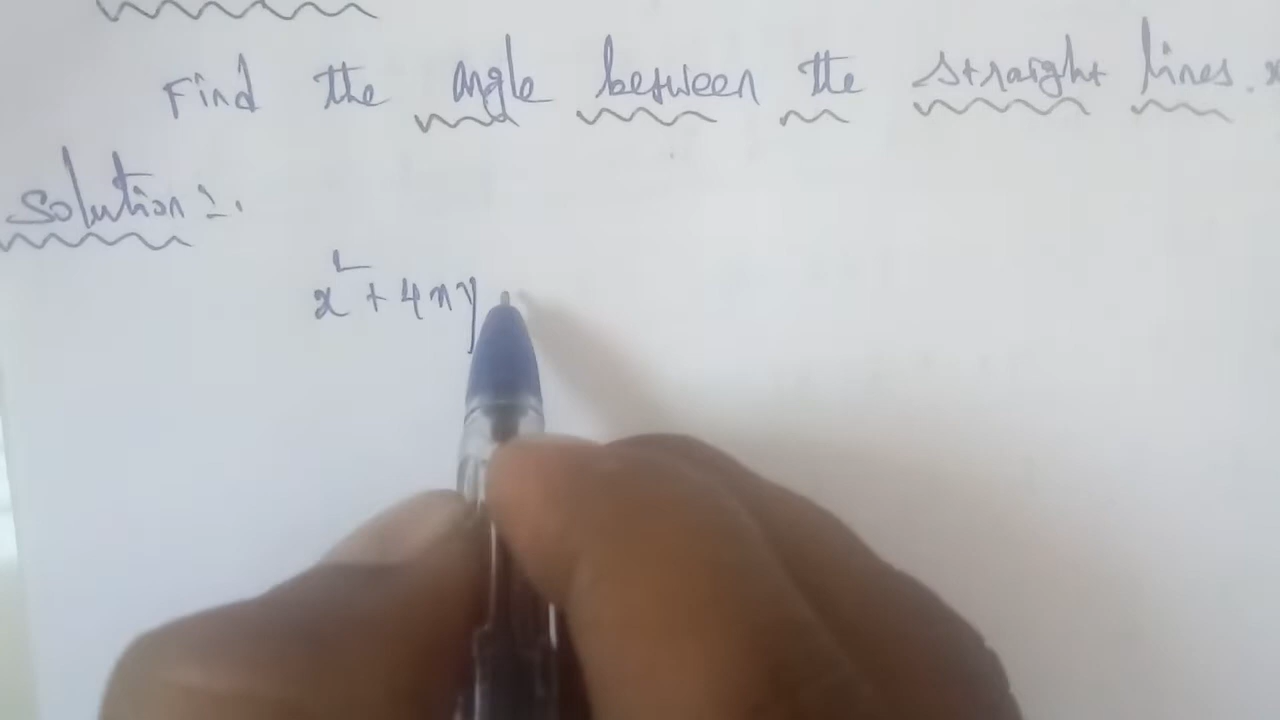 Find the angle between the straight lines. x
Solution :-
x² + 4xy